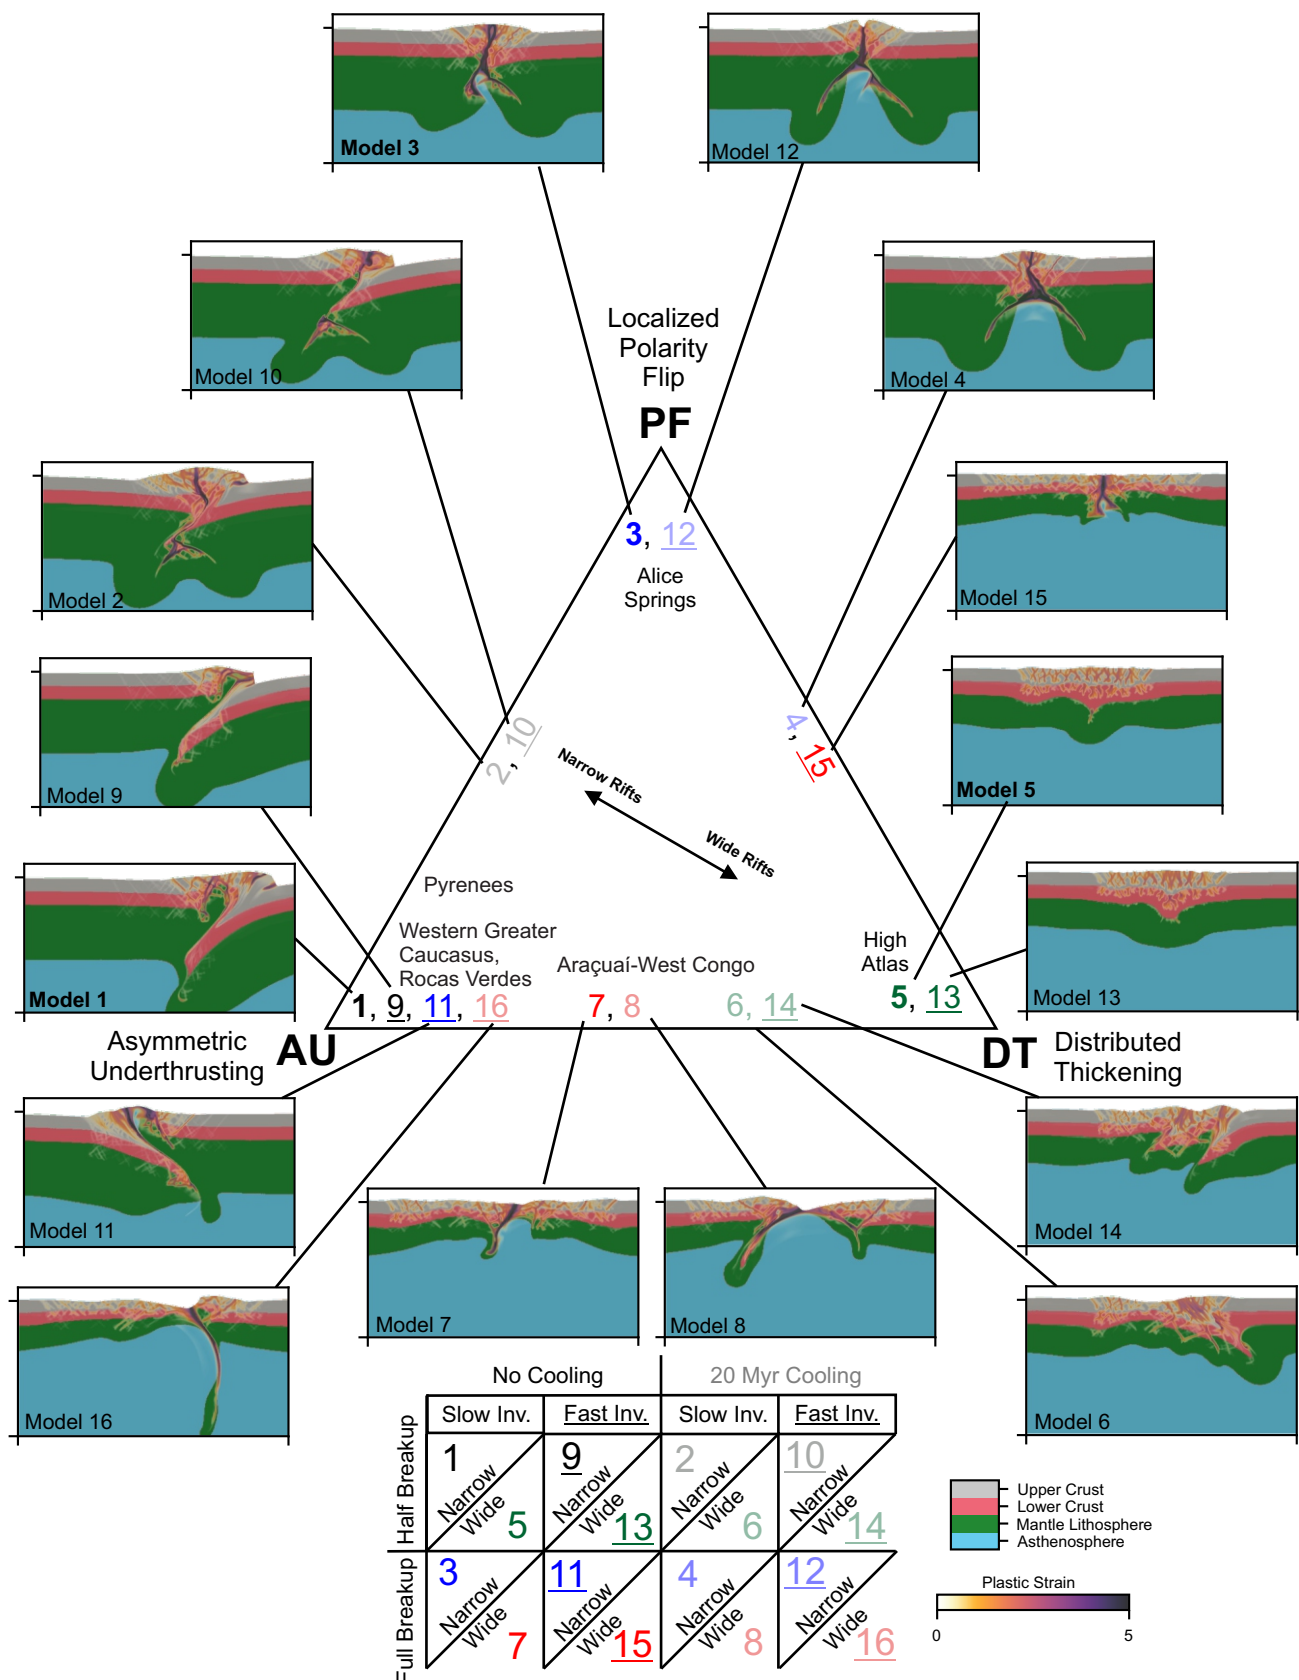 Model 3
Model 12
Model 10
Model 4
Localized
Polarity
Flip
PF
Model 2
Model 15
3, 12
Alice
Springs
Model 9
Model 5
2, 10
4, 15
Narrow Rifts
Wide Rifts
Model 1
Model 13
Pyrenees
Western Greater
Caucasus,
Rocas Verdes
Araçuaí-West Congo
High
Atlas
1, 9, 11, 16
7, 8
6, 14
5, 13
Asymmetric
Underthrusting
AU
DT
Distributed
Thickening
Model 11
Model 14
Model 7
Model 8
Model 16
Model 6
No Cooling
20 Myr Cooling
Slow Inv.
Fast Inv.
Slow Inv.
Fast Inv.
Half Breakup
1
Narrow
Wide
5
9
Narrow
Wide
13
2
Narrow
Wide
6
10
Narrow
Wide
14
Full Breakup
3
Narrow
Wide
7
11
Narrow
Wide
15
4
Narrow
Wide
8
12
Narrow
Wide
16
Upper Crust
Lower Crust
Mantle Lithosphere
Asthenosphere
Plastic Strain
0
5